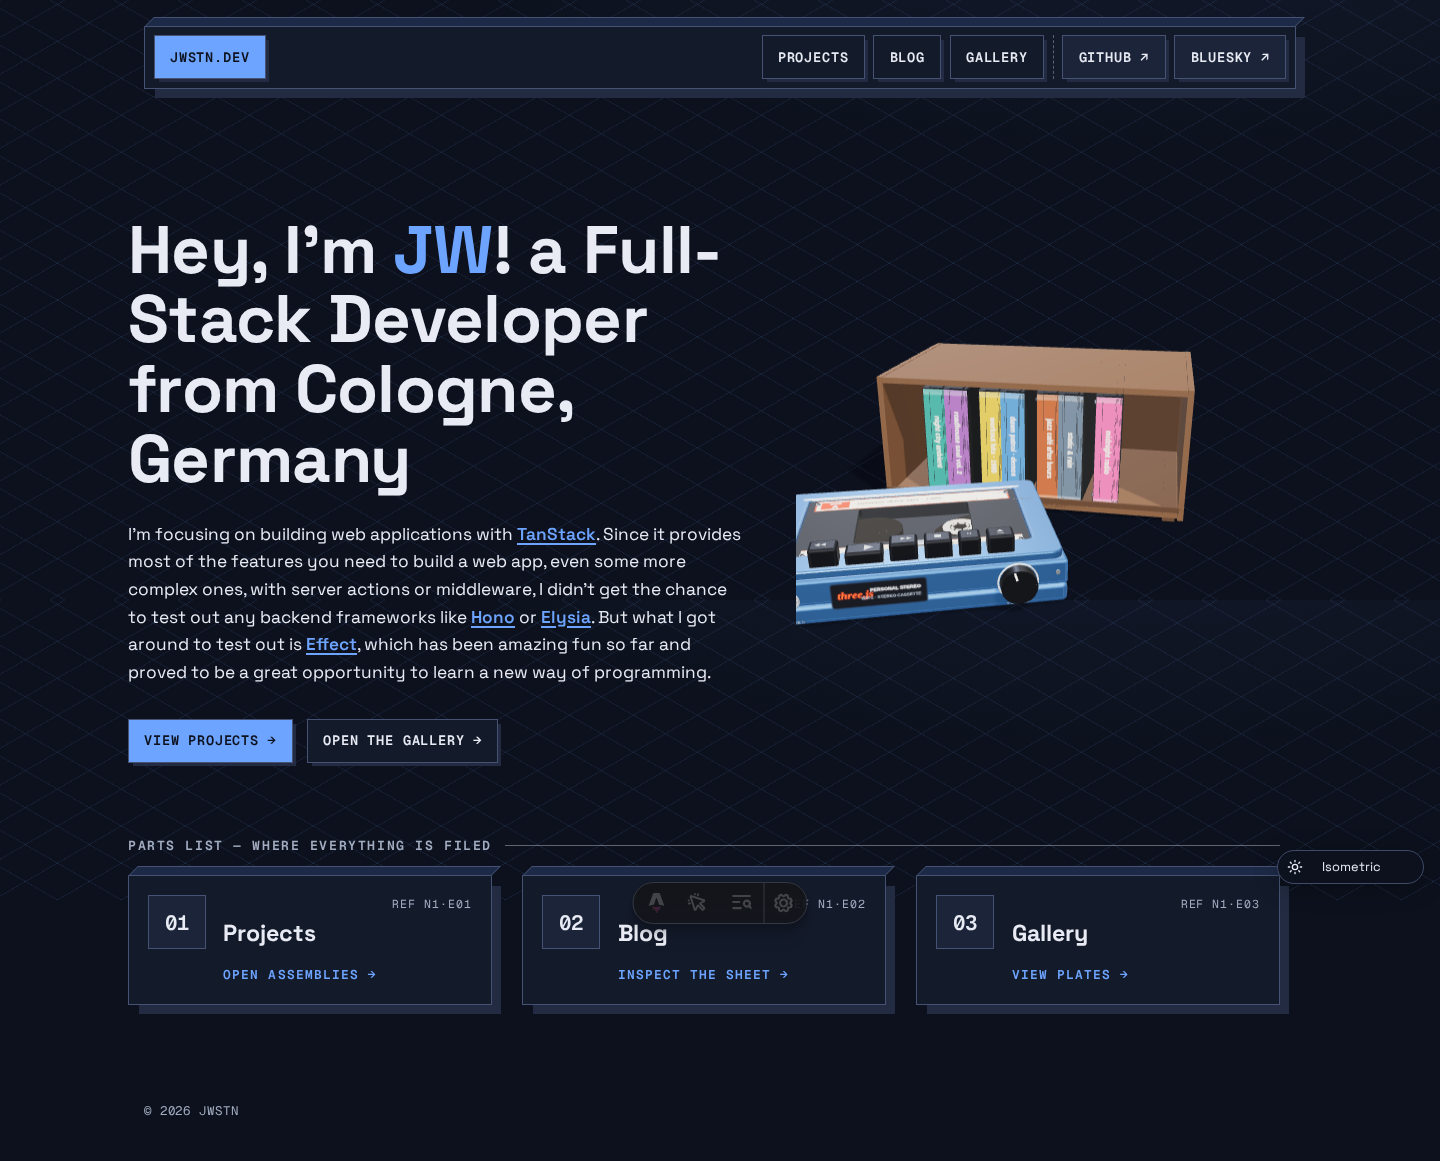 JWSTN.DEV
PROJECTS
BLOG
GALLERY
GITHUB ↗
BLUESKY ↗
Hey, I’m JW! a Full-
Stack Developer
from Cologne,
Germany
I’m focusing on building web applications with TanStack. Since it provides
most of the features you need to build a web app, even some more
complex ones, with server actions or middleware, I didn’t get the chance
to test out any backend frameworks like Hono or Elysia. But what I got
around to test out is Effect, which has been amazing fun so far and
proved to be a great opportunity to learn a new way of programming.
PERSONAL STEREO
VIEW PROJECTS →
OPEN THE GALLERY →
PARTS LIST — WHERE EVERYTHING IS FILED
Isometric
01
REF N1·E01
Projects
OPEN ASSEMBLIES →
02
N1·E02
Blog
INSPECT THE SHEET →
03
REF N1·E03
Gallery
VIEW PLATES →
© 2026 JWSTN